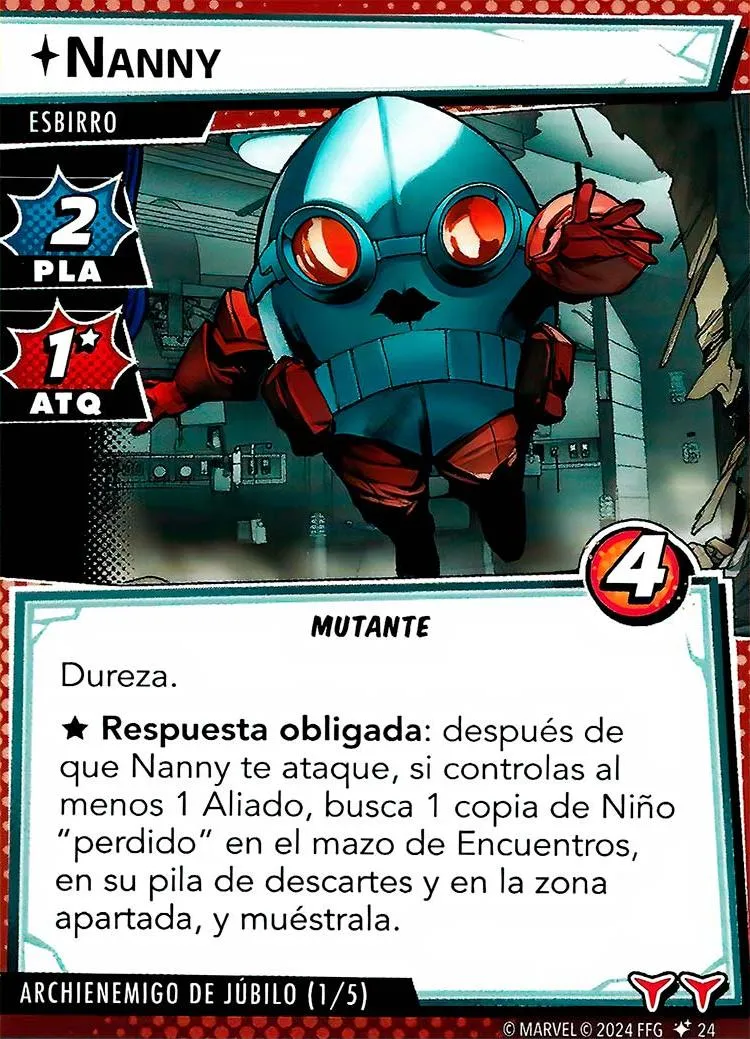 NANNY
ESBIRRO
2
PLA
1★
ATQ
4
MUTANTE
Dureza.
★ Respuesta obligada: después de
que Nanny te ataque, si controlas al
menos 1 Aliado, busca 1 copia de Niño
“perdido” en el mazo de Encuentros,
en su pila de descartes y en la zona
apartada, y muéstrala.
ARCHIENEMIGO DE JÚBILO (1/5)
© MARVEL © 2024 FFG 24